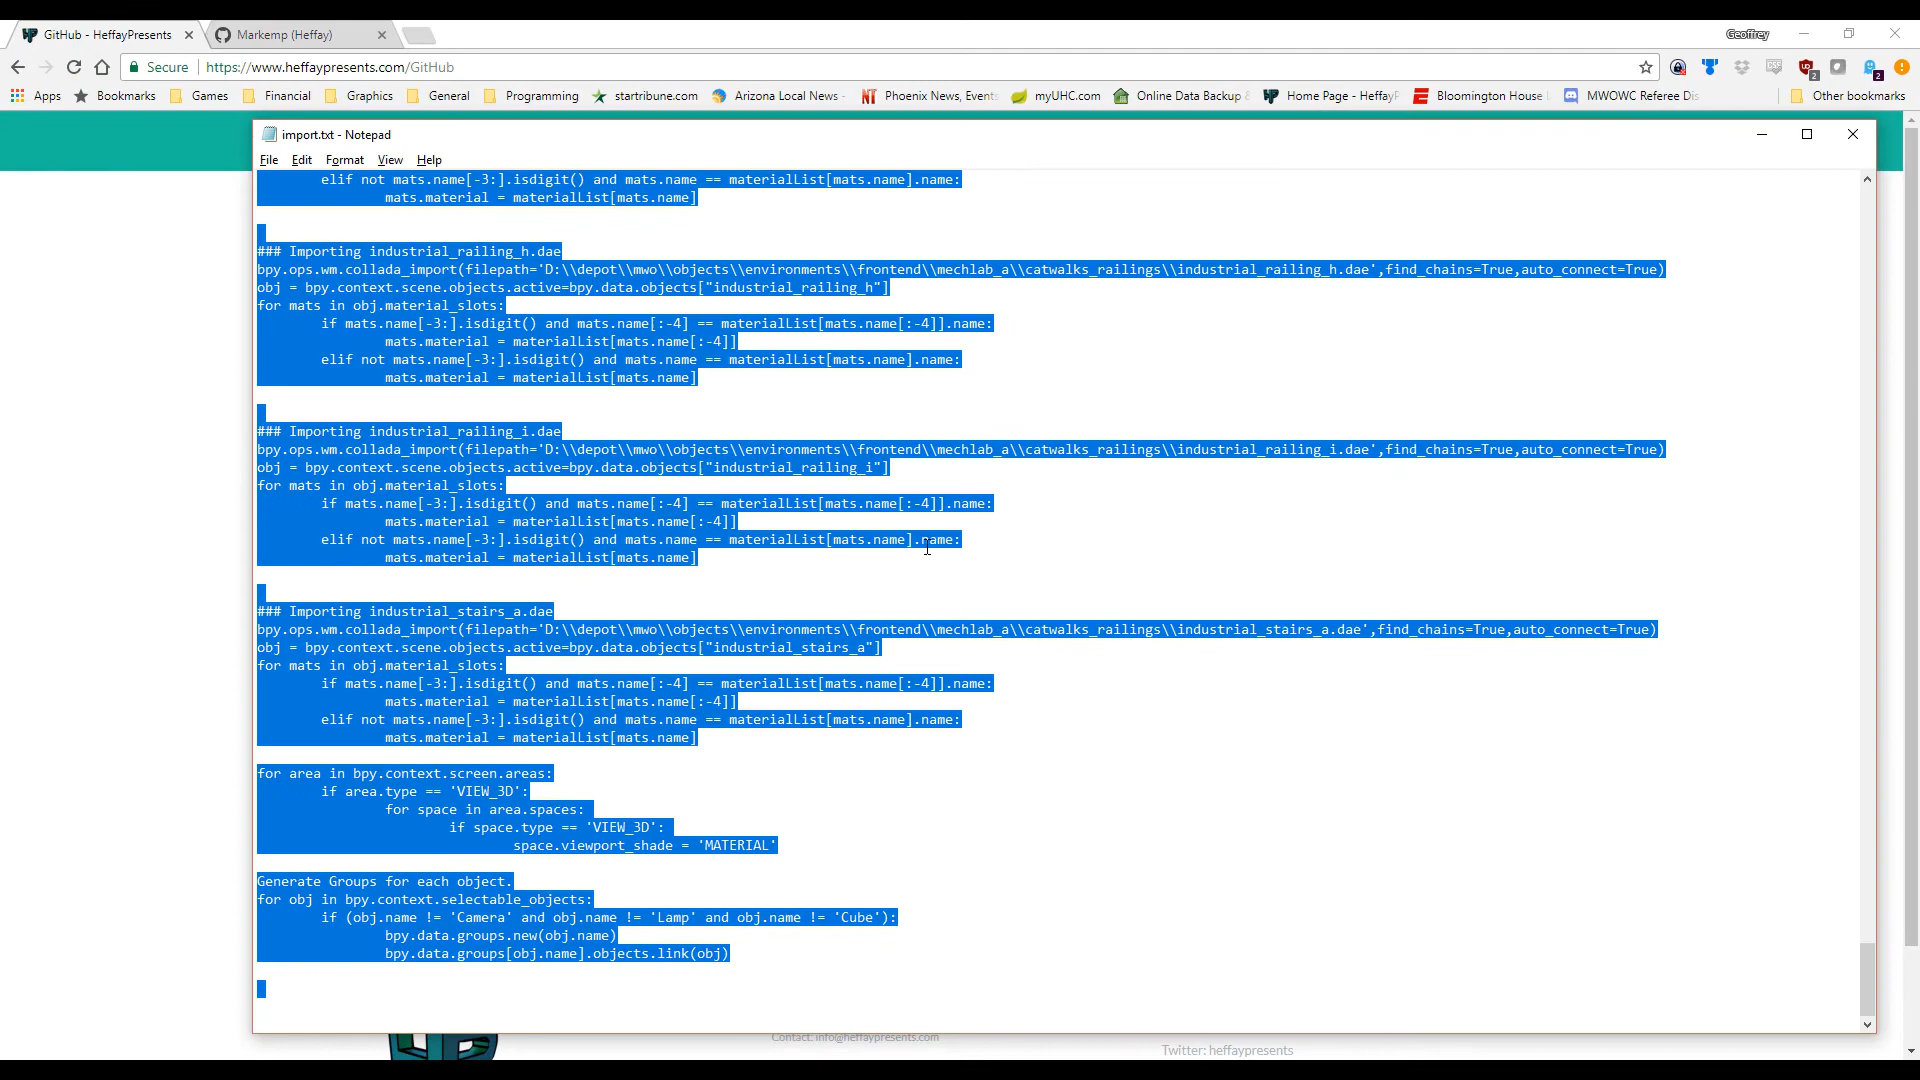 GitHub - HeffayPresents
Markemp (Heffay)
Geoffrey
Secure
https://www.heffaypresents.com/GitHub
Apps
Bookmarks
Games
Financial
Graphics
General
Programming
startribune.com
Arizona Local News -
Phoenix News, Events
myUHC.com
Online Data Backup &
Home Page - HeffayP
Bloomington House L
MWOWC Referee Dis
Other bookmarks
import.txt - Notepad
File Edit Format View Help
elif not mats.name[-3:].isdigit() and mats.name == materialList[mats.name].name:
mats.material = materialList[mats.name]
### Importing industrial_railing_h.dae
bpy.ops.wm.collada_import(filepath='D:\\depot\\mwo\\objects\\environments\\frontend\\mechlab_a\\catwalks_railings\\industrial_railing_h.dae',find_chains=True,auto_connect=True)
obj = bpy.context.scene.objects.active=bpy.data.objects["industrial_railing_h"]
for mats in obj.material_slots:
if mats.name[-3:].isdigit() and mats.name[:-4] == materialList[mats.name[:-4]].name:
mats.material = materialList[mats.name[:-4]]
elif not mats.name[-3:].isdigit() and mats.name == materialList[mats.name].name:
mats.material = materialList[mats.name]
### Importing industrial_railing_i.dae
bpy.ops.wm.collada_import(filepath='D:\\depot\\mwo\\objects\\environments\\frontend\\mechlab_a\\catwalks_railings\\industrial_railing_i.dae',find_chains=True,auto_connect=True)
obj = bpy.context.scene.objects.active=bpy.data.objects["industrial_railing_i"]
for mats in obj.material_slots:
if mats.name[-3:].isdigit() and mats.name[:-4] == materialList[mats.name[:-4]].name:
mats.material = materialList[mats.name[:-4]]
elif not mats.name[-3:].isdigit() and mats.name == materialList[mats.name].name:
mats.material = materialList[mats.name]
### Importing industrial_stairs_a.dae
bpy.ops.wm.collada_import(filepath='D:\\depot\\mwo\\objects\\environments\\frontend\\mechlab_a\\catwalks_railings\\industrial_stairs_a.dae',find_chains=True,auto_connect=True)
obj = bpy.context.scene.objects.active=bpy.data.objects["industrial_stairs_a"]
for mats in obj.material_slots:
if mats.name[-3:].isdigit() and mats.name[:-4] == materialList[mats.name[:-4]].name:
mats.material = materialList[mats.name[:-4]]
elif not mats.name[-3:].isdigit() and mats.name == materialList[mats.name].name:
mats.material = materialList[mats.name]
for area in bpy.context.screen.areas:
if area.type == 'VIEW_3D':
for space in area.spaces:
if space.type == 'VIEW_3D':
space.viewport_shade = 'MATERIAL'
Generate Groups for each object.
for obj in bpy.context.selectable_objects:
if (obj.name != 'Camera' and obj.name != 'Lamp' and obj.name != 'Cube'):
bpy.data.groups.new(obj.name)
bpy.data.groups[obj.name].objects.link(obj)
Contact: info@heffaypresents.com
Twitter: heffaypresents